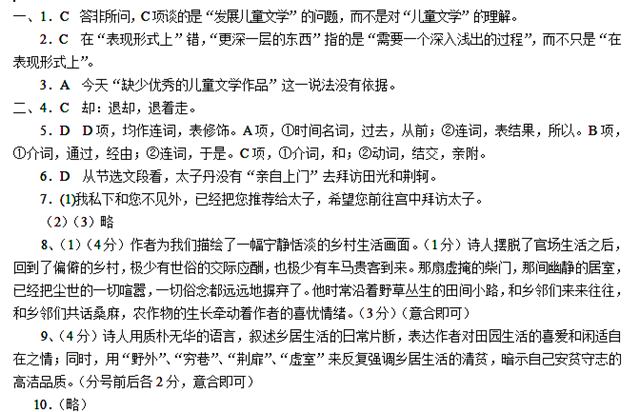 一、1．C　答非所问，C项谈的是“发展儿童文学”的问题，而不是对“儿童文学”的理解。
2．C　在“表现形式上”错，“更深一层的东西”指的是“需要一个深入浅出的过程”，而不只是“在
表现形式上”。
3．A　今天“缺少优秀的儿童文学作品”这一说法没有依据。
二、4．C　却：退却，退着走。
5．D　D项，均作连词，表修饰。A项，①时间名词，过去，从前；②连词，表结果，所以。B项，
①介词，通过，经由；②连词，于是。C项，①介词，和；②动词，结交，亲附。
6．D　从节选文段看，太子丹没有“亲自上门”去拜访田光和荆轲。
7．(1)我私下和您不见外，已经把您推荐给太子，希望您前往宫中拜访太子。
（2）（3）略
8、（1）（4分）作者为我们描绘了一幅宁静恬淡的乡村生活画面。（1分）诗人摆脱了官场生活之后，
回到了偏僻的乡村，极少有世俗的交际应酬，也极少有车马贵客到来。那扇虚掩的柴门，那间幽静的居室，
已经把尘世的一切喧嚣，一切俗念都远远地摒弃了。他时常沿着野草丛生的田间小路，和乡邻们来来往往，
和乡邻们共话桑麻，农作物的生长牵动着作者的喜忧情绪。（3分）（意合即可）
9、（4分）诗人用质朴无华的语言，叙述乡居生活的日常片断，表达作者对田园生活的喜爱和闲适自
在之情；同时，用“野外”、“穷巷”、“荆扉”、“虚室”来反复强调乡居生活的清贫，暗示自己安贫守志的
高洁品质。（分号前后各2分，意合即可）
10．（略）